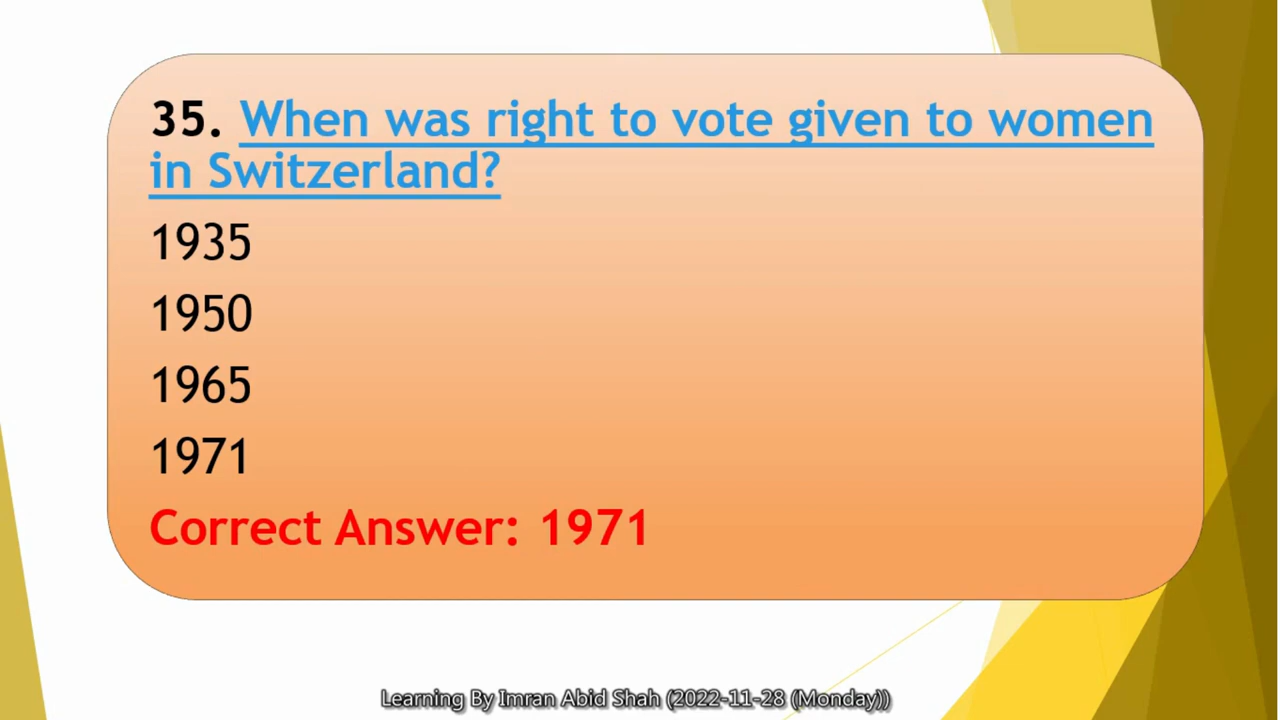 35. When was right to vote given to women
in Switzerland?
1935
1950
1965
1971
Correct Answer: 1971
Learning By Imran Abid Shah (2022-11-28 (Monday))